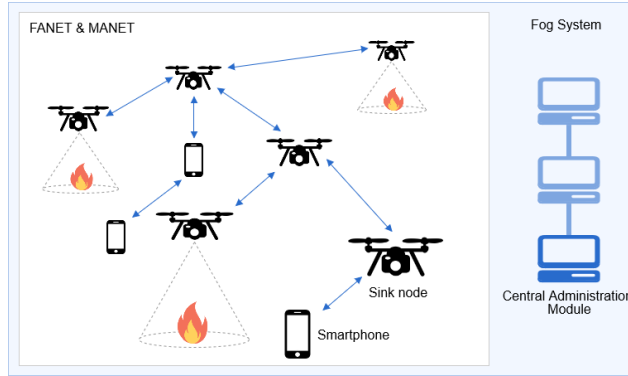 FANET & MANET
Fog System
Sink node
Central Administration
Module
Smartphone